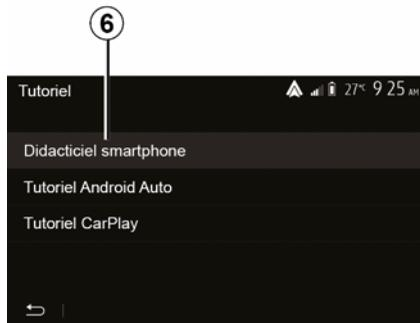 6
Tutoriel 27°C 9 25 AM
Didacticiel smartphone
Tutoriel Android Auto
Tutoriel CarPlay